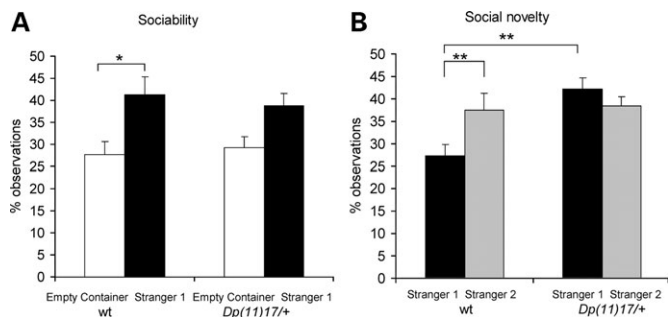 A
Sociability
% observations
50
45
40
35
30
25
20
15
10
5
0
*
Empty Container Stranger 1 Empty Container Stranger 1
wt Dp(11)17/+
B
Social novelty
% observations
50
45
40
35
30
25
20
15
10
5
0
**
**
Stranger 1 Stranger 2 Stranger 1 Stranger 2
wt Dp(11)17/+